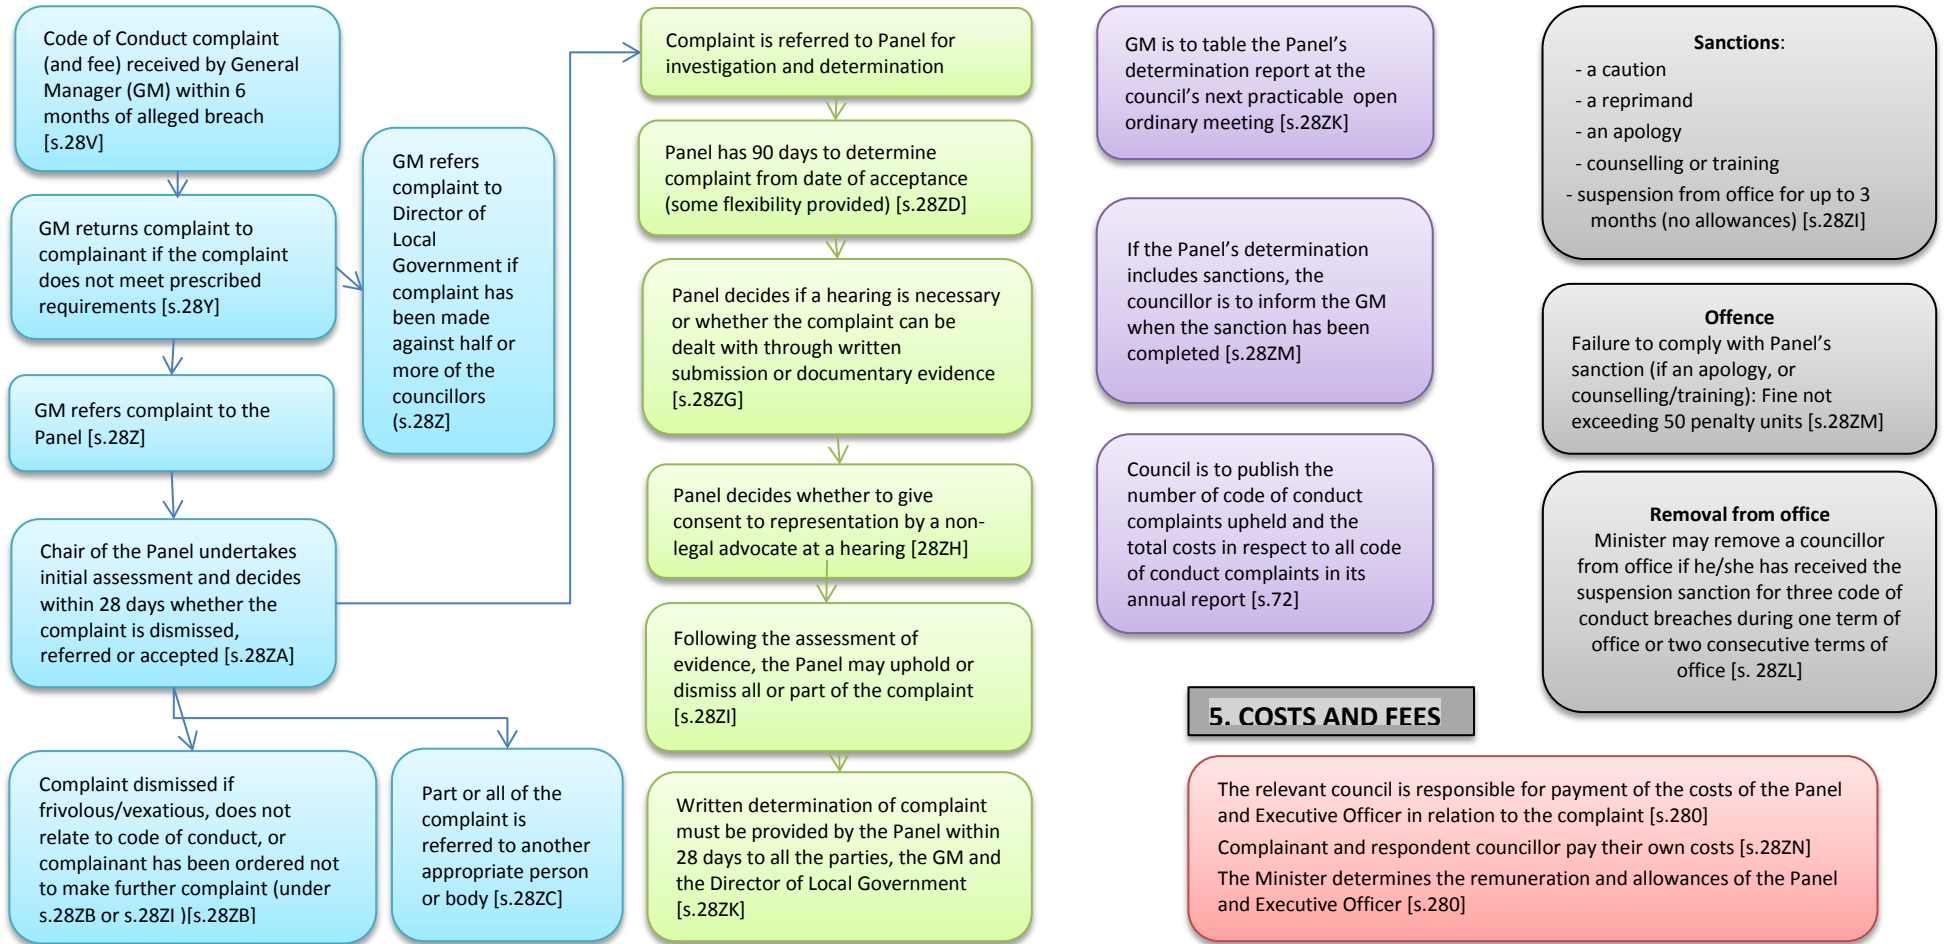 Code of Conduct complaint
(and fee) received by General
Manager (GM) within 6
months of alleged breach
[s.28V]
GM returns complaint to
complainant if the complaint
does not meet prescribed
requirements [s.28Y]
GM refers complaint to the
Panel [s.28Z]
Chair of the Panel undertakes
initial assessment and decides
within 28 days whether the
complaint is dismissed,
referred or accepted [s.28ZA]
Complaint dismissed if
frivolous/vexatious, does not
relate to code of conduct, or
complainant has been ordered not
to make further complaint (under
s.28ZB or s.28ZI )[s.28ZB]
GM refers
complaint to
Director of
Local
Government if
complaint has
been made
against half or
more of the
councillors
(s.28Z]
Part or all of the
complaint is
referred to another
appropriate person
or body [s.28ZC]
Complaint is referred to Panel for
investigation and determination
Panel has 90 days to determine
complaint from date of acceptance
(some flexibility provided) [s.28ZD]
Panel decides if a hearing is necessary
or whether the complaint can be
dealt with through written
submission or documentary evidence
[s.28ZG]
Panel decides whether to give
consent to representation by a non-
legal advocate at a hearing [28ZH]
Following the assessment of
evidence, the Panel may uphold or
dismiss all or part of the complaint
[s.28ZI]
Written determination of complaint
must be provided by the Panel within
28 days to all the parties, the GM and
the Director of Local Government
[s.28ZK]
GM is to table the Panel’s
determination report at the
council’s next practicable open
ordinary meeting [s.28ZK]
If the Panel’s determination
includes sanctions, the
councillor is to inform the GM
when the sanction has been
completed [s.28ZM]
Council is to publish the
number of code of conduct
complaints upheld and the
total costs in respect to all code
of conduct complaints in its
annual report [s.72]
Sanctions:
- a caution
- a reprimand
- an apology
- counselling or training
- suspension from office for up to 3
months (no allowances) [s.28ZI]
Offence
Failure to comply with Panel’s
sanction (if an apology, or
counselling/training): Fine not
exceeding 50 penalty units [s.28ZM]
Removal from office
Minister may remove a councillor
from office if he/she has received the
suspension sanction for three code of
conduct breaches during one term of
office or two consecutive terms of
office [s. 28ZL]
5. COSTS AND FEES
The relevant council is responsible for payment of the costs of the Panel
and Executive Officer in relation to the complaint [s.280]
Complainant and respondent councillor pay their own costs [s.28ZN]
The Minister determines the remuneration and allowances of the Panel
and Executive Officer [s.280]